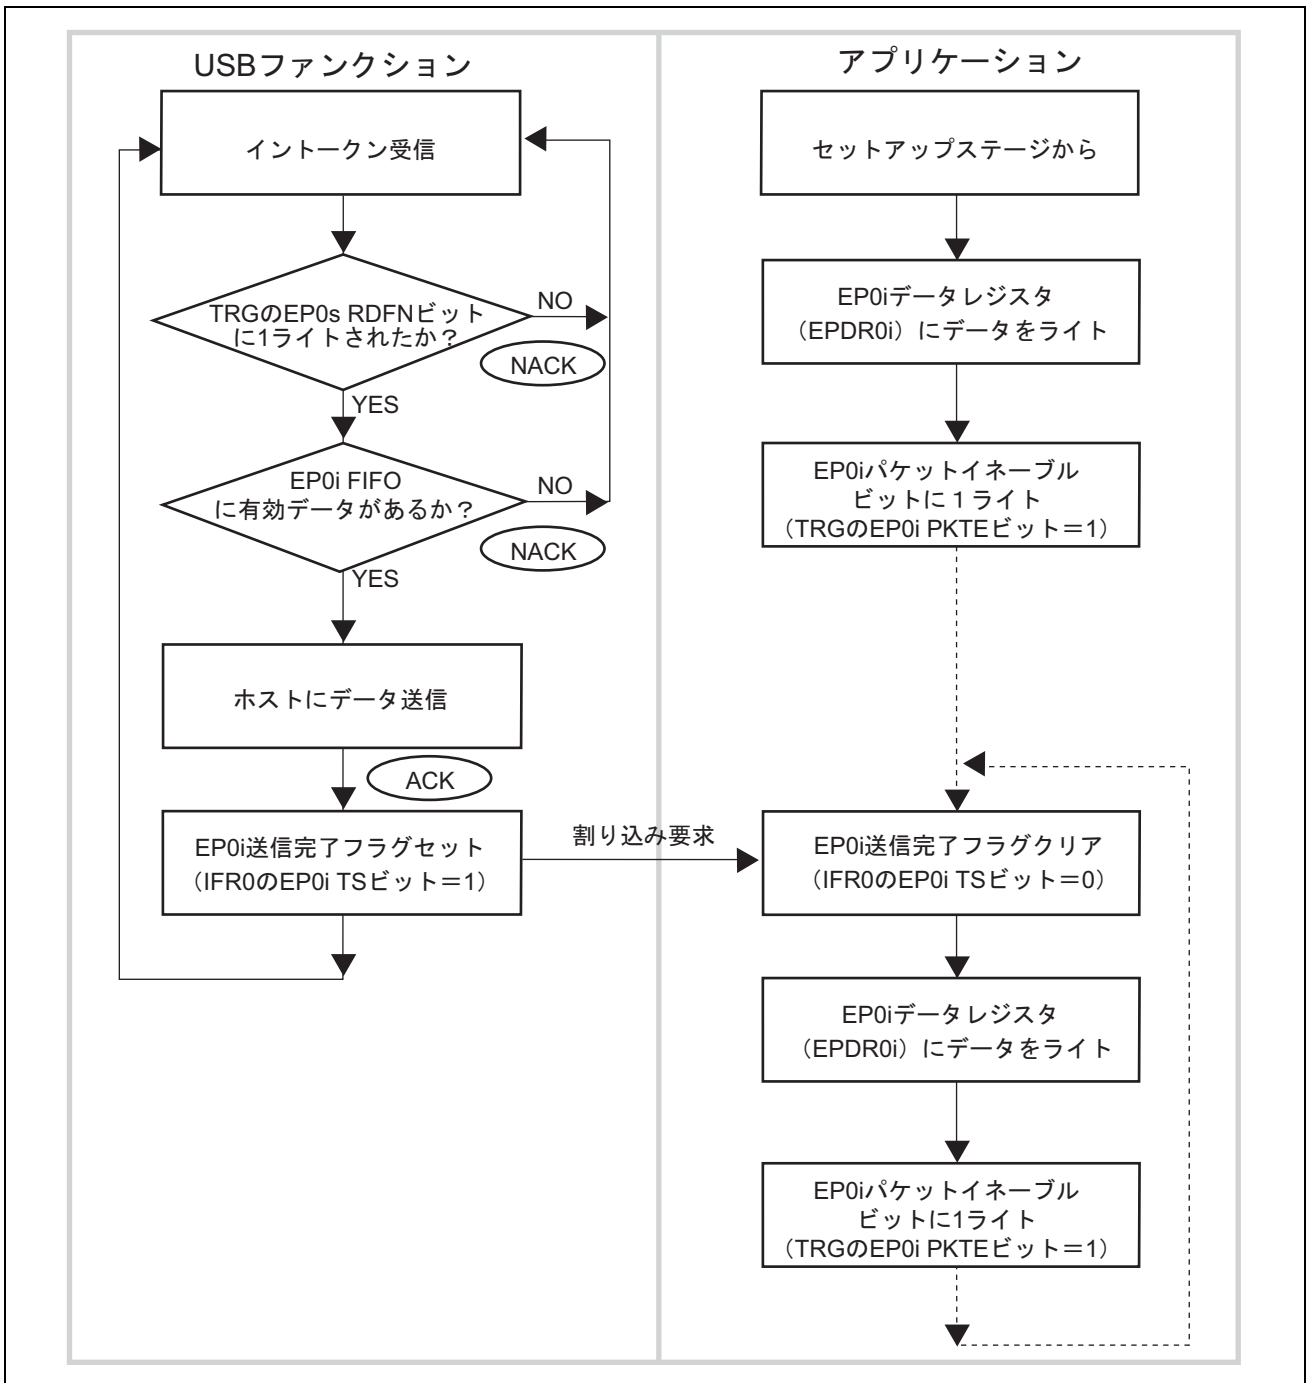 USBファンクション
イントークン受信
TRGのEP0s RDFNビット
に1ライトされたか？
NO
NACK
YES
EP0i FIFO
に有効データがあるか？
NO
NACK
YES
ホストにデータ送信
ACK
EP0i送信完了フラグセット
（IFR0のEP0i TSビット＝1）
割り込み要求
アプリケーション
セットアップステージから
EP0iデータレジスタ
（EPDR0i）にデータをライト
EP0iパケットイネーブル
ビットに１ライト
（TRGのEP0i PKTEビット＝1）
EP0i送信完了フラグクリア
（IFR0のEP0i TSビット＝0）
EP0iデータレジスタ
（EPDR0i）にデータをライト
EP0iパケットイネーブル
ビットに1ライト
（TRGのEP0i PKTEビット＝1）